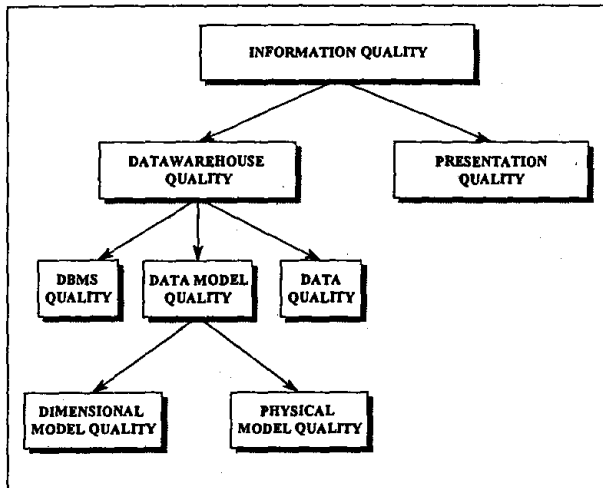 INFORMATION QUALITY
DATAWAREHOUSE
QUALITY
PRESENTATION
QUALITY
DBMS
QUALITY
DATA MODEL
QUALITY
DATA
QUALITY
DIMENSIONAL
MODEL QUALITY
PHYSICAL
MODEL QUALITY